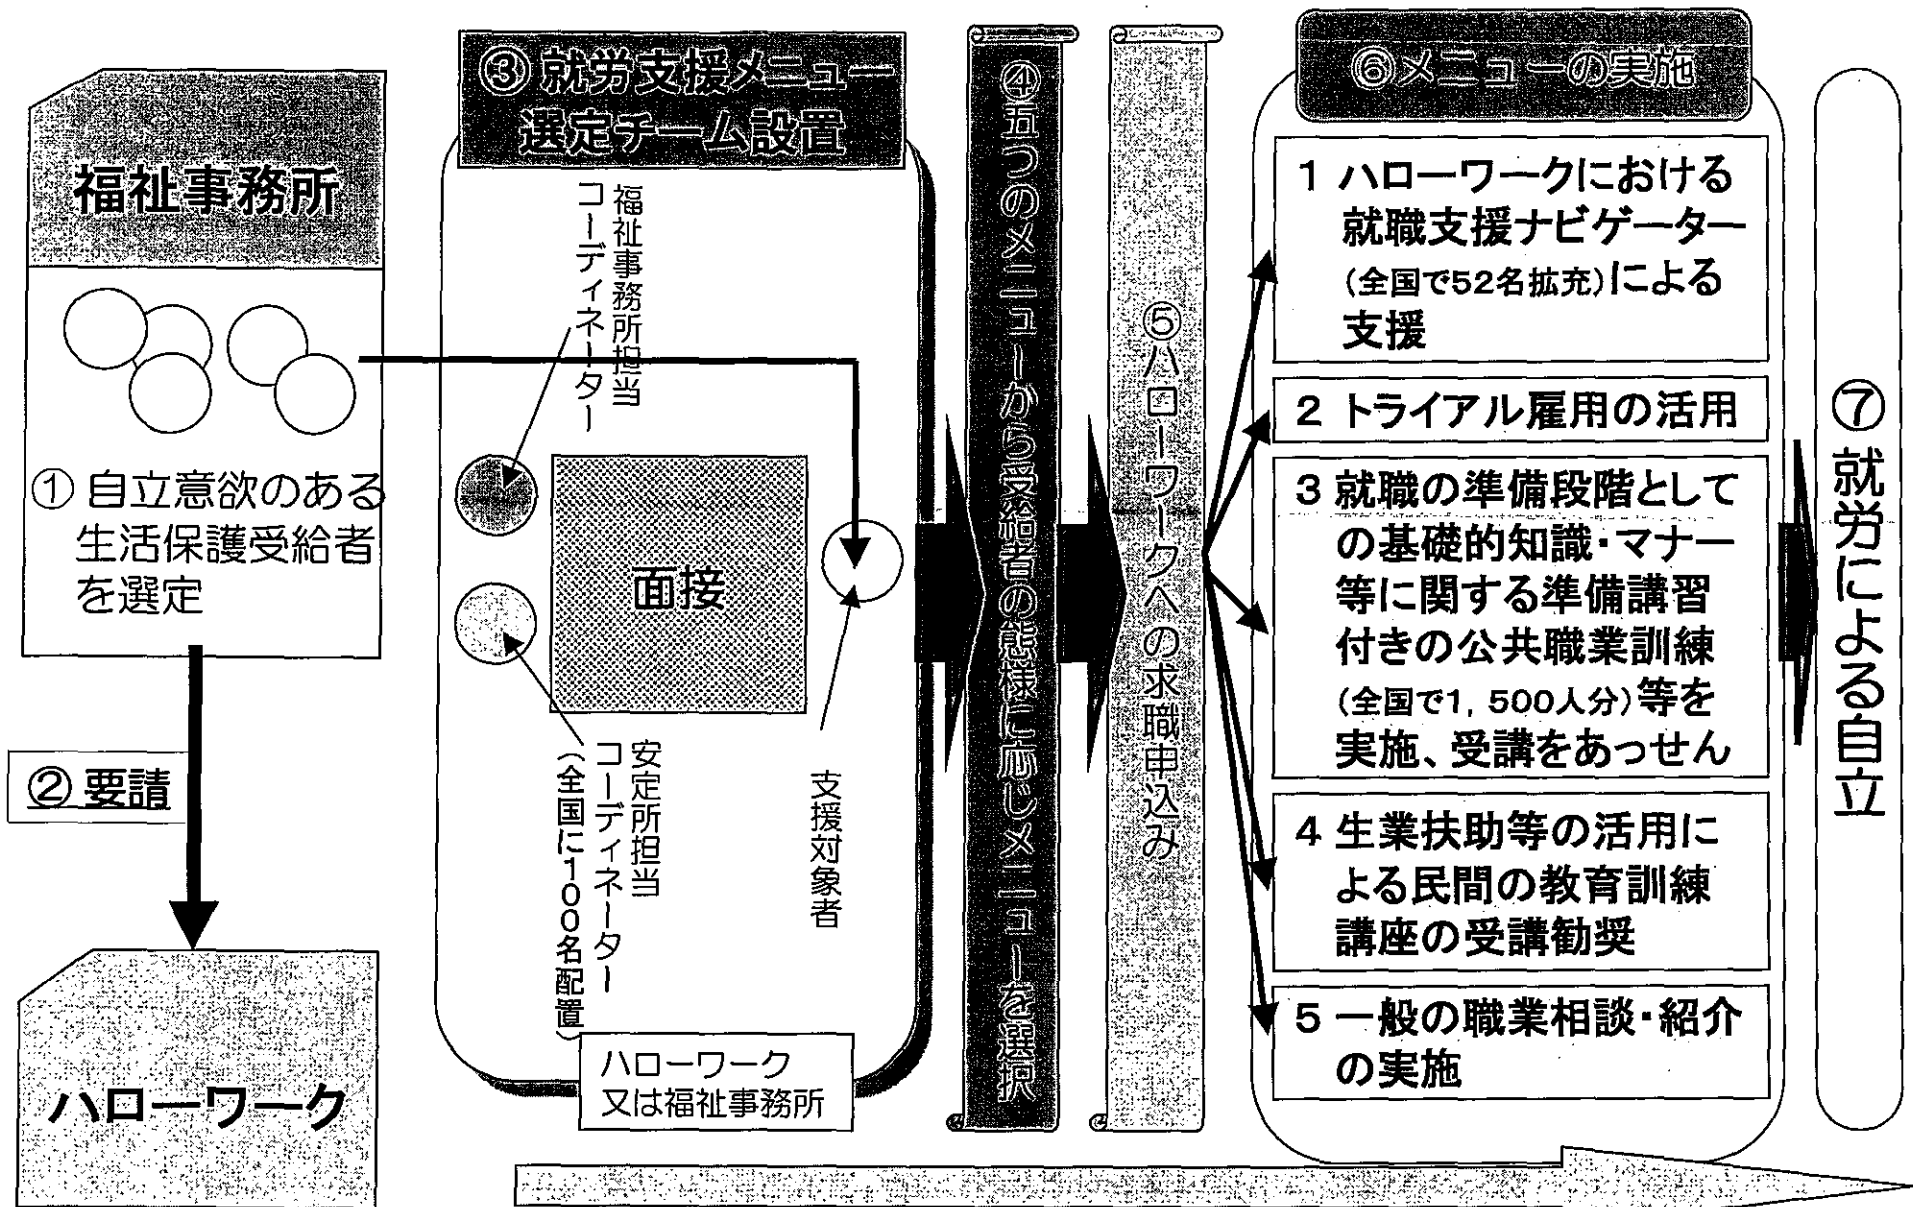 福祉事務所
① 自立意欲のある
生活保護受給者
を選定
② 要請
ハローワーク
③ 就労支援メニュー
選定チーム設置
福祉事務所担当
コーディネーター
面接
安定所担当
コーディネーター
(全国に100名配置)
支援対象者
ハローワーク
又は福祉事務所
④五つのメニューから受給者の態様に応じメニューを選択
⑤ハローワークへの求職申込み
⑥メニューの実施
1 ハローワークにおける
就職支援ナビゲーター
(全国で52名拡充)による
支援
2 トライアル雇用の活用
3 就職の準備段階として
の基礎的知識・マナー
等に関する準備講習
付きの公共職業訓練
(全国で1,500人分)等を
実施、受講をあっせん
4 生業扶助等の活用に
よる民間の教育訓練
講座の受講勧奨
5 一般の職業相談・紹介
の実施
⑦ 就労による自立